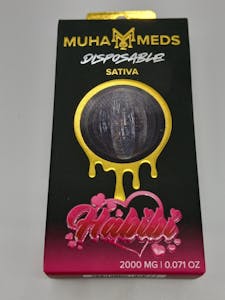 MUHA MEDS
DISPOSABLE
SATIVA
Habibi
2000 MG | 0.071 OZ